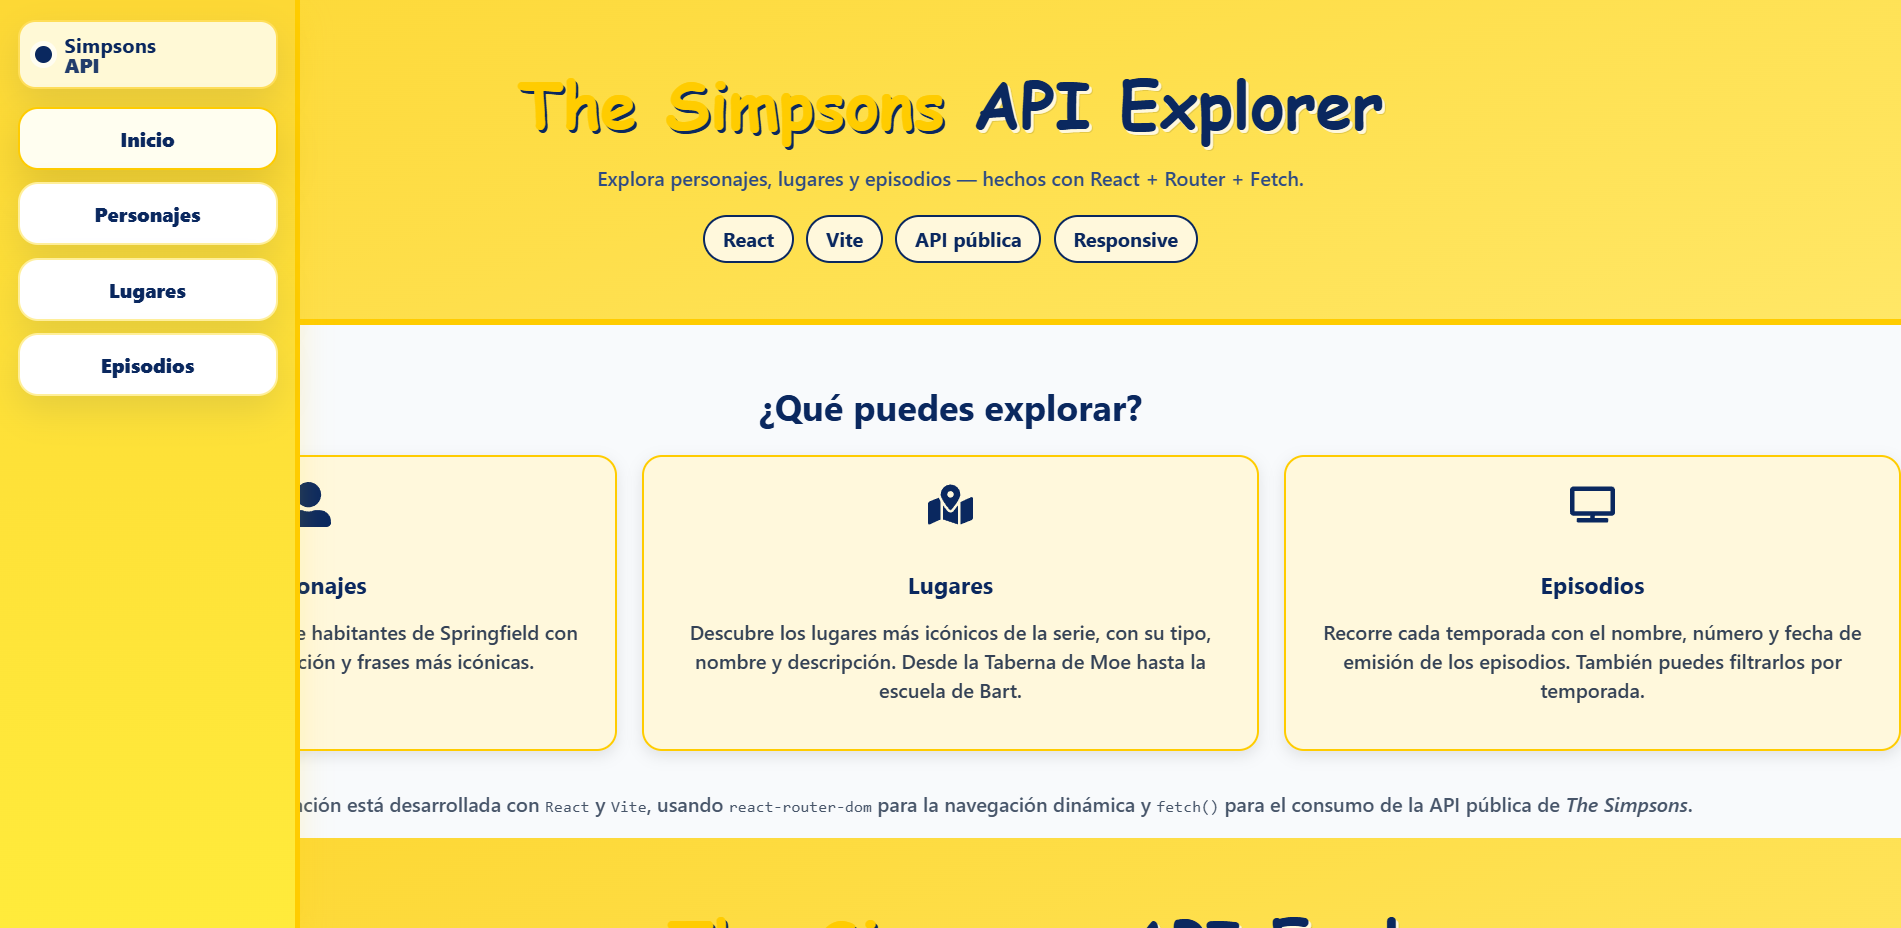 Simpsons
API
Inicio
Personajes
Lugares
Episodios
The Simpsons API Explorer
Explora personajes, lugares y episodios — hechos con React + Router + Fetch.
React
Vite
API pública
Responsive
¿Qué puedes explorar?
onajes
e habitantes de Springfield con
ción y frases más icónicas.
Lugares
Descubre los lugares más icónicos de la serie, con su tipo,
nombre y descripción. Desde la Taberna de Moe hasta la
escuela de Bart.
Episodios
Recorre cada temporada con el nombre, número y fecha de
emisión de los episodios. También puedes filtrarlos por
temporada.
ación está desarrollada con React y Vite, usando react-router-dom para la navegación dinámica y fetch() para el consumo de la API pública de The Simpsons.